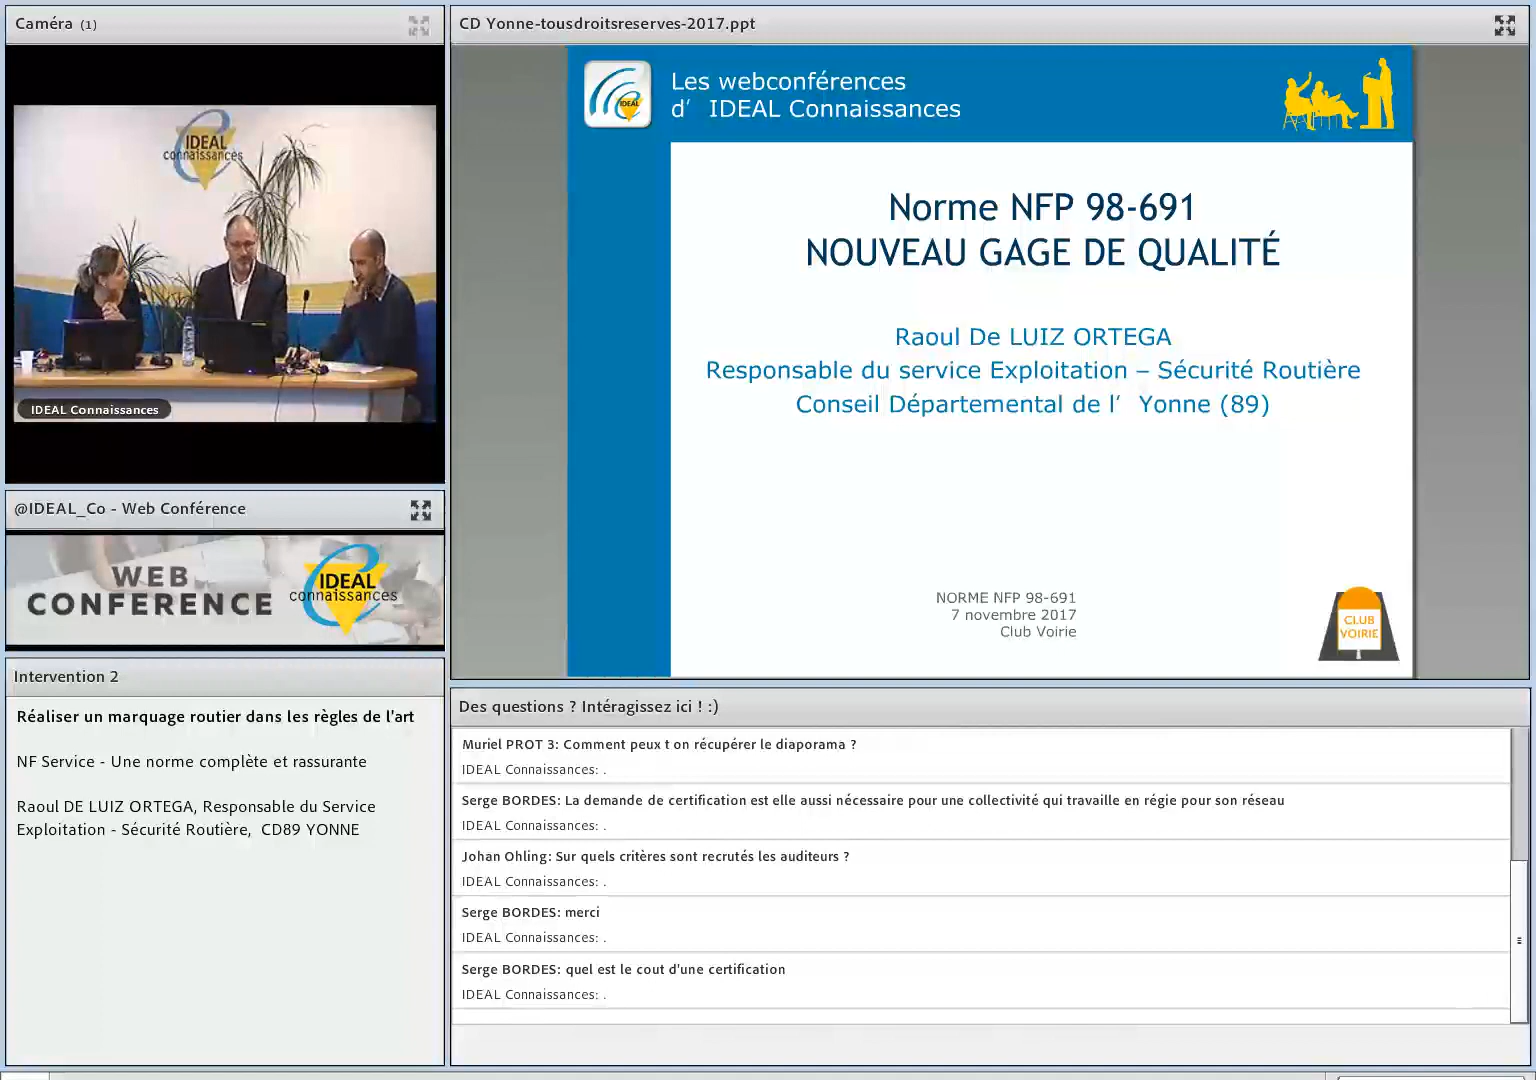 Caméra (1)
IDEAL
connaissances
IDEAL Connaissances
@IDEAL_Co - Web Conférence
WEB
CONFERENCE
IDEAL
connaissances
Intervention 2
Réaliser un marquage routier dans les règles de l'art
NF Service - Une norme complète et rassurante
Raoul DE LUIZ ORTEGA, Responsable du Service
Exploitation - Sécurité Routière, CD89 YONNE
CD Yonne-tousdroitsreserves-2017.ppt
IDEAL
Les webconférences
d’ IDEAL Connaissances
Norme NFP 98-691
NOUVEAU GAGE DE QUALITÉ
Raoul De LUIZ ORTEGA
Responsable du service Exploitation – Sécurité Routière
Conseil Départemental de l’ Yonne (89)
NORME NFP 98-691
7 novembre 2017
Club Voirie
CLUB
VOIRIE
Des questions ? Intéragissez ici ! :)
Muriel PROT 3: Comment peux t on récupérer le diaporama ?
IDEAL Connaissances: .
Serge BORDES: La demande de certification est elle aussi nécessaire pour une collectivité qui travaille en régie pour son réseau
IDEAL Connaissances: .
Johan Ohling: Sur quels critères sont recrutés les auditeurs ?
IDEAL Connaissances: .
Serge BORDES: merci
IDEAL Connaissances: .
Serge BORDES: quel est le cout d'une certification
IDEAL Connaissances: .